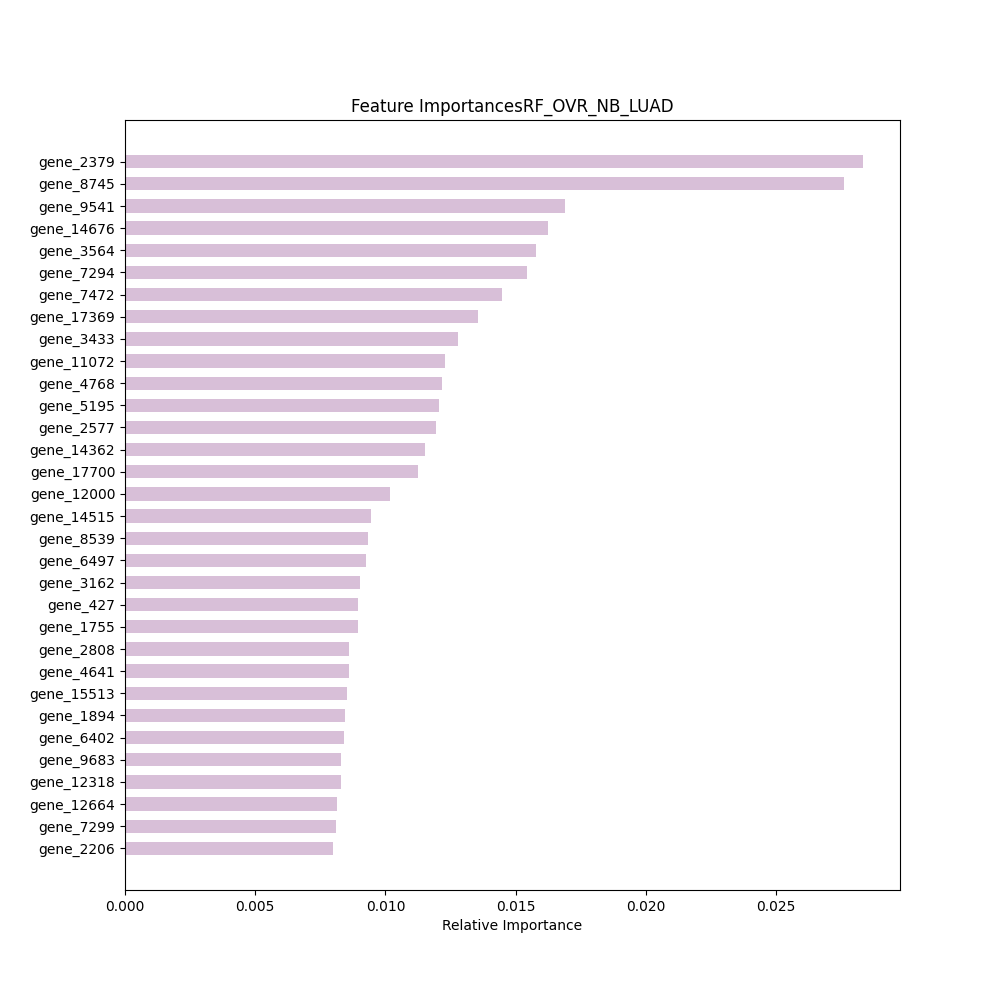 Feature ImportancesRF_OVR_NB_LUAD
gene_2379
gene_8745
gene_9541
gene_14676
gene_3564
gene_7294
gene_7472
gene_17369
gene_3433
gene_11072
gene_4768
gene_5195
gene_2577
gene_14362
gene_17700
gene_12000
gene_14515
gene_8539
gene_6497
gene_3162
gene_427
gene_1755
gene_2808
gene_4641
gene_15513
gene_1894
gene_6402
gene_9683
gene_12318
gene_12664
gene_7299
gene_2206
0.000 0.005 0.010 0.015 0.020 0.025
Relative Importance